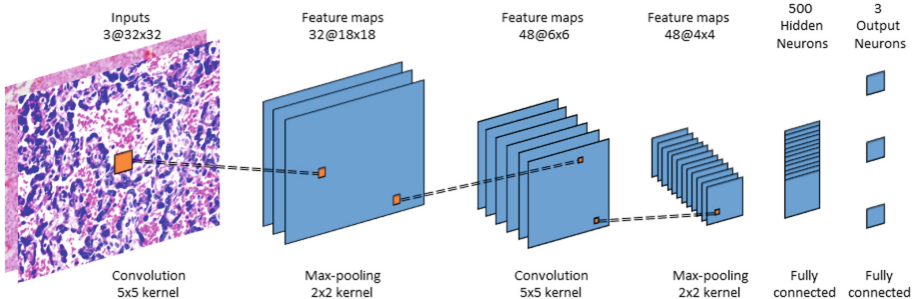 Inputs
3@32x32
Feature maps
32@18x18
Feature maps
48@6x6
Feature maps
48@4x4
500
Hidden
Neurons
3
Output
Neurons
Convolution
5x5 kernel
Max-pooling
2x2 kernel
Convolution
5x5 kernel
Max-pooling
2x2 kernel
Fully
connected
Fully
connected